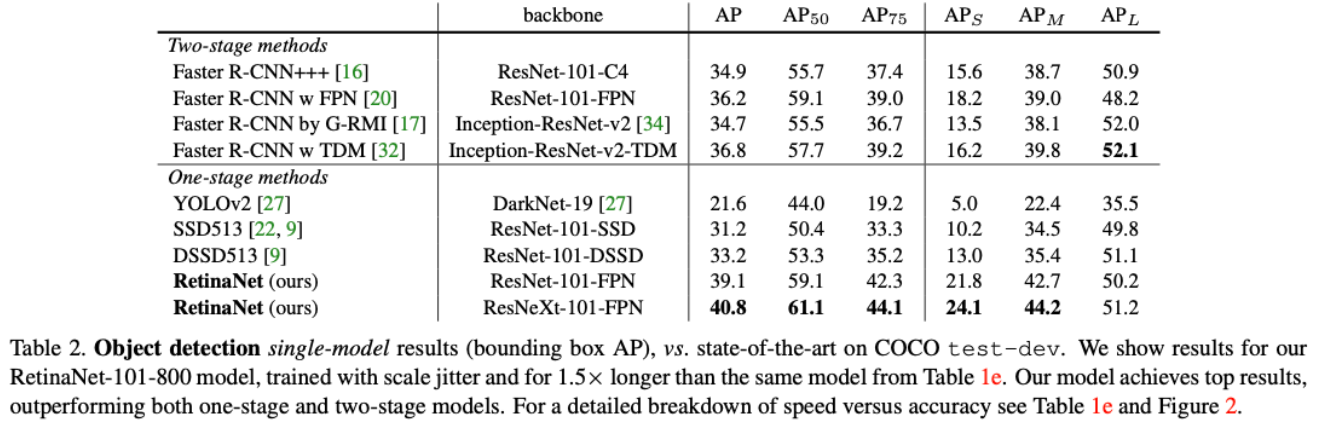 backbone AP AP50 AP75 APS APM APL
Two-stage methods
Faster R-CNN+++ [16] ResNet-101-C4 34.9 55.7 37.4 15.6 38.7 50.9
Faster R-CNN w FPN [20] ResNet-101-FPN 36.2 59.1 39.0 18.2 39.0 48.2
Faster R-CNN by G-RMI [17] Inception-ResNet-v2 [34] 34.7 55.5 36.7 13.5 38.1 52.0
Faster R-CNN w TDM [32] Inception-ResNet-v2-TDM 36.8 57.7 39.2 16.2 39.8 52.1
One-stage methods
YOLOv2 [27] DarkNet-19 [27] 21.6 44.0 19.2 5.0 22.4 35.5
SSD513 [22, 9] ResNet-101-SSD 31.2 50.4 33.3 10.2 34.5 49.8
DSSD513 [9] ResNet-101-DSSD 33.2 53.3 35.2 13.0 35.4 51.1
RetinaNet (ours) ResNet-101-FPN 39.1 59.1 42.3 21.8 42.7 50.2
RetinaNet (ours) ResNeXt-101-FPN 40.8 61.1 44.1 24.1 44.2 51.2
Table 2. Object detection single-model results (bounding box AP), vs. state-of-the-art on COCO test-dev. We show results for our
RetinaNet-101-800 model, trained with scale jitter and for 1.5× longer than the same model from Table 1e. Our model achieves top results,
outperforming both one-stage and two-stage models. For a detailed breakdown of speed versus accuracy see Table 1e and Figure 2.